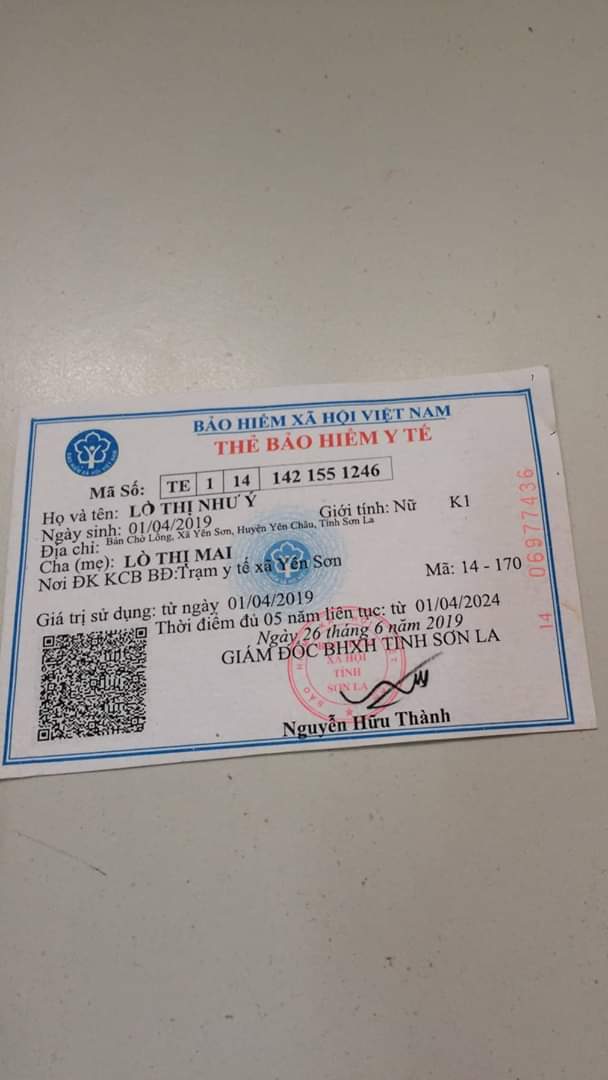 BẢO HIỂM XÃ HỘI VIỆT NAM
THẺ BẢO HIỂM Y TẾ
Mã Số: TE 1 14 142 155 1246
Họ và tên: LÒ THỊ NHƯ Ý
Ngày sinh: 01/04/2019 Giới tính: Nữ K1
Địa chỉ: Bản Chờ Lồng, Xã Yên Sơn, Huyện Yên Châu, Tỉnh Sơn La
Cha (mẹ): LÒ THỊ MAI
Nơi ĐK KCB BĐ:Trạm y tế xã Yên Sơn Mã: 14 - 170
Giá trị sử dụng: từ ngày 01/04/2019
Thời điểm đủ 05 năm liên tục: từ 01/04/2024
Ngày 26 tháng 6 năm 2019
GIÁM ĐỐC BHXH TỈNH SƠN LA
XÃ HỘI
TỈNH
SƠN LA
Nguyễn Hữu Thành
14 06977436